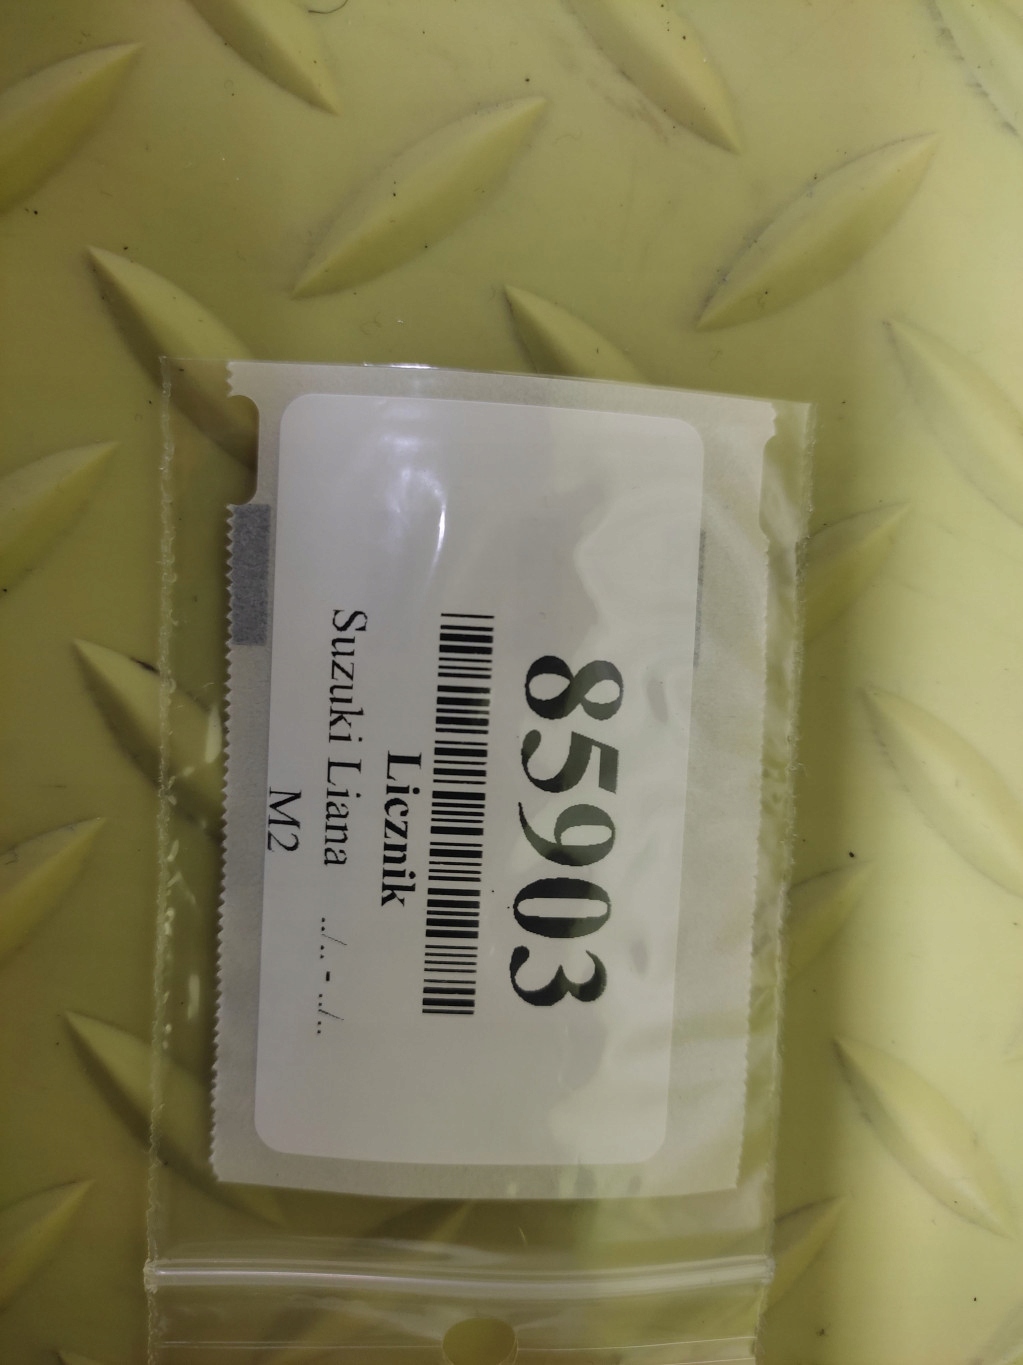 85903
Licznik
Suzuki Liana ../.. - ../..
M2